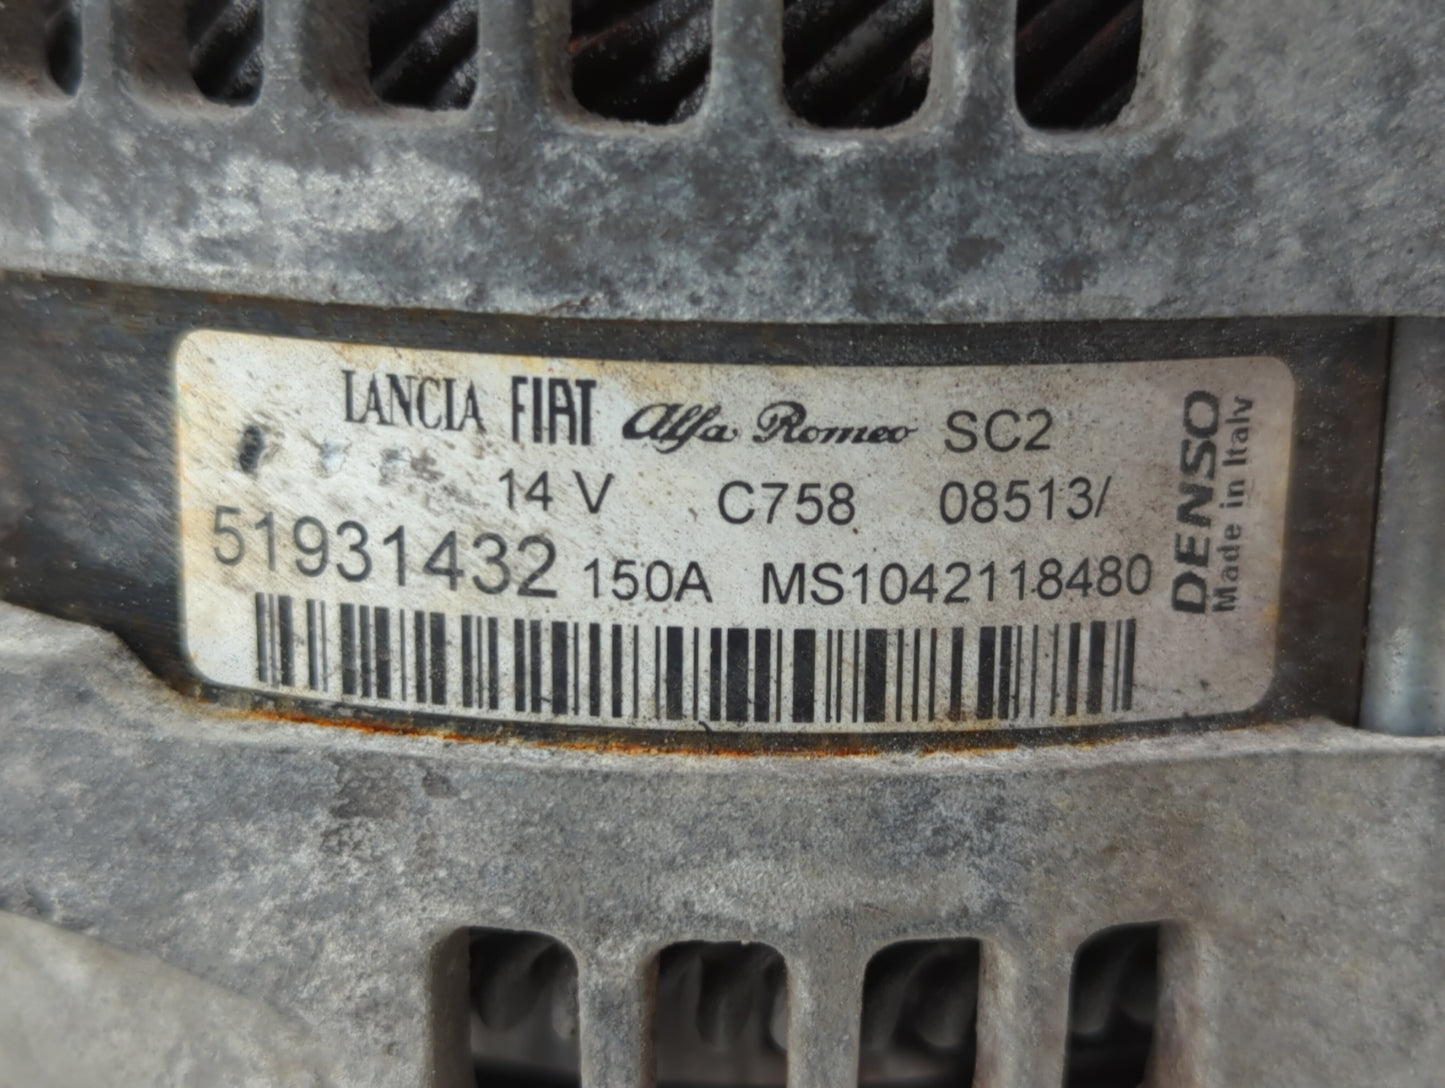 LANCIA FIAT Alfa Romeo SC2
14 V C758 08513/
51931432 150A MS1042118480
DENSO
Made in Italy